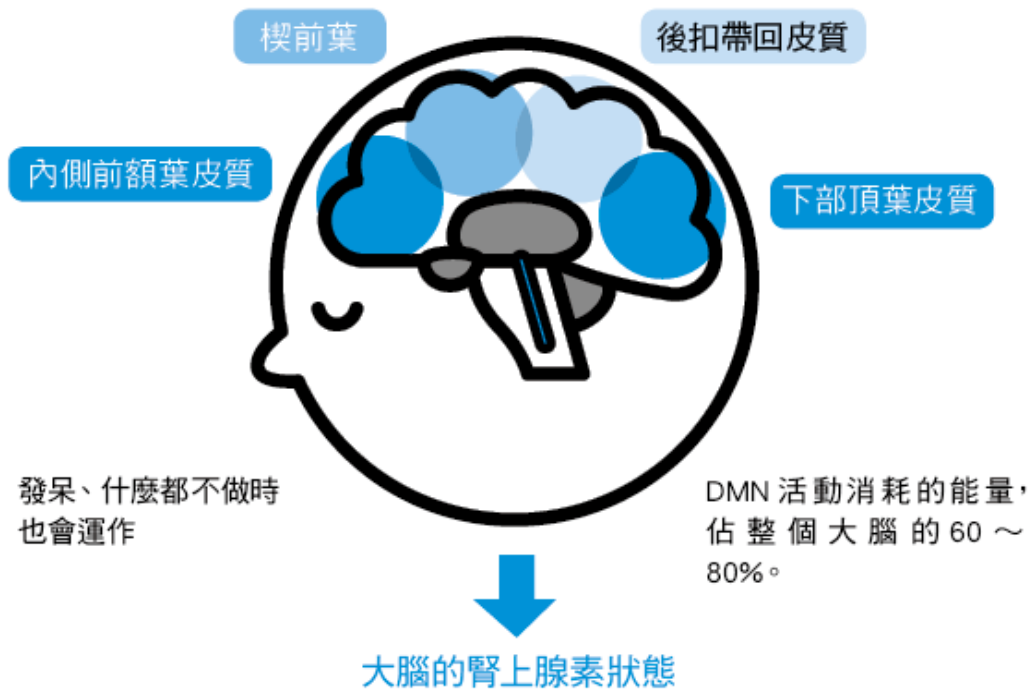 楔前葉
後扣帶回皮質
內側前額葉皮質
下部頂葉皮質
發呆、什麼都不做時
也會運作
DMN 活動消耗的能量，
佔整個大腦的60～
80%。
大腦的腎上腺素狀態